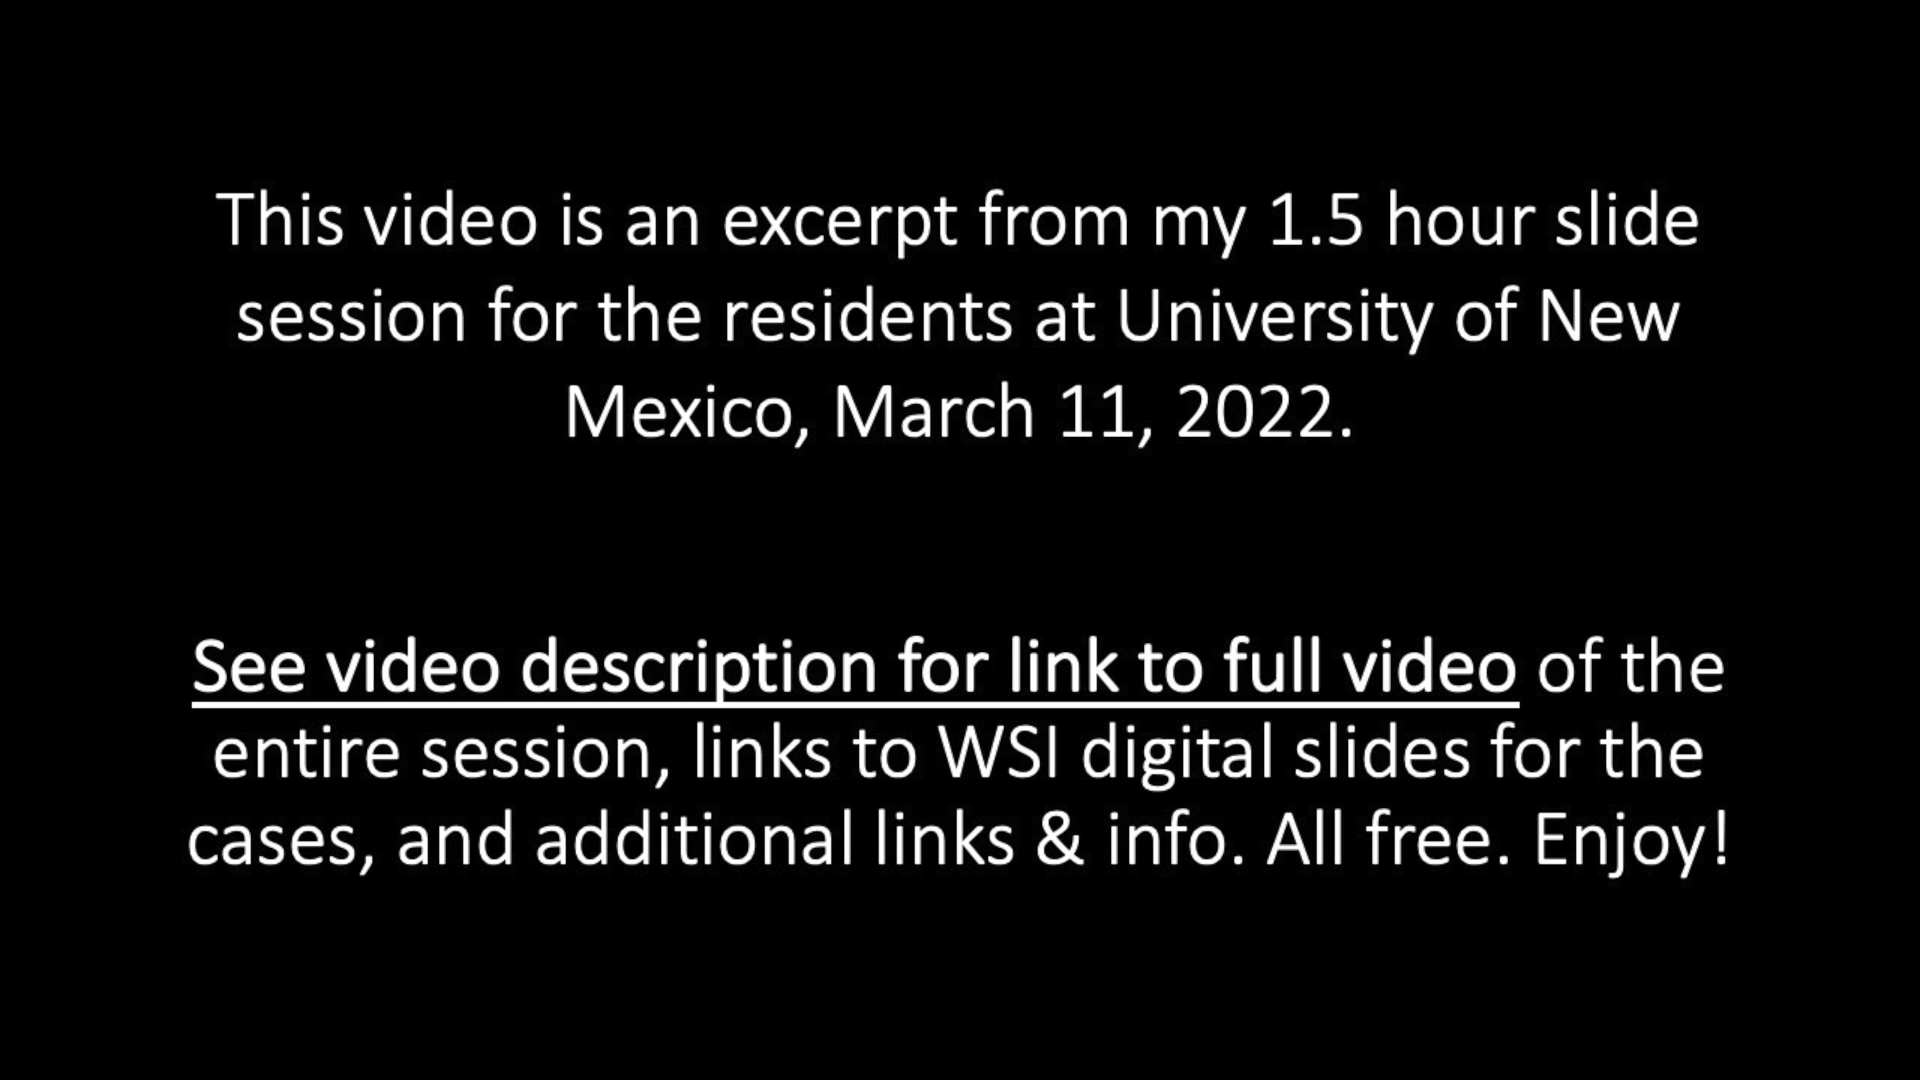 This video is an excerpt from my 1.5 hour slide
session for the residents at University of New
Mexico, March 11, 2022.
See video description for link to full video of the
entire session, links to WSI digital slides for the
cases, and additional links & info. All free. Enjoy!